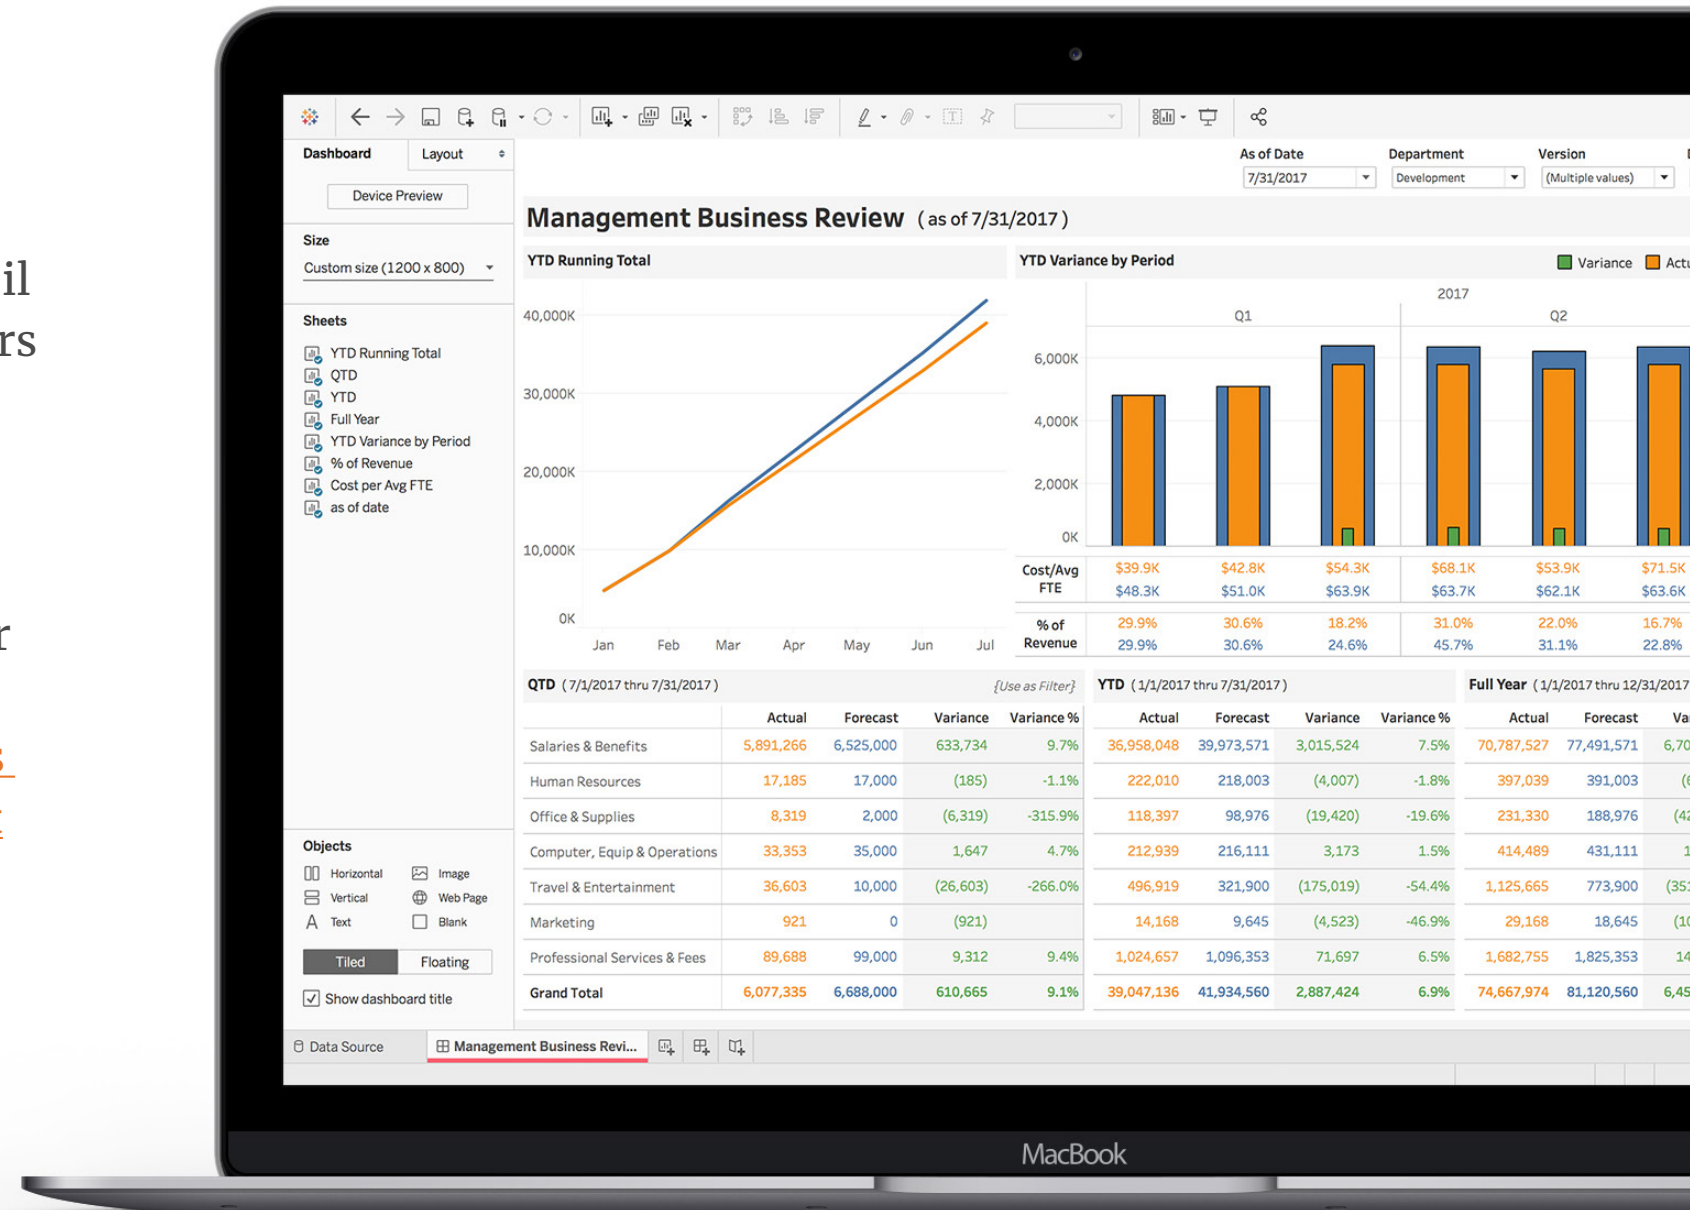 il
rs
r
s
Dashboard
Layout
Device Preview
Size
Custom size (1200 x 800)
Sheets
YTD Running Total
QTD
YTD
Full Year
YTD Variance by Period
% of Revenue
Cost per Avg FTE
as of date
Objects
Horizontal Image
Vertical Web Page
A Text Blank
Tiled Floating
Show dashboard title
As of Date Department Version
7/31/2017 Development (Multiple values)
Management Business Review ( as of 7/31/2017 )
YTD Running Total
40,000K
30,000K
20,000K
10,000K
0K
Jan Feb Mar Apr May Jun Jul
YTD Variance by Period
Variance Actu
2017
Q1 Q2
6,000K
4,000K
2,000K
0K
Cost/Avg FTE
$39.9K $42.8K $54.3K $68.1K $53.9K $71.5K
$48.3K $51.0K $63.9K $63.7K $62.1K $63.6K
% of Revenue
29.9% 30.6% 18.2% 31.0% 22.0% 16.7%
29.9% 30.6% 24.6% 45.7% 31.1% 22.8%
QTD ( 7/1/2017 thru 7/31/2017 ) {Use as Filter} YTD ( 1/1/2017 thru 7/31/2017 ) Full Year ( 1/1/2017 thru 12/31/2017
Actual Forecast Variance Variance % Actual Forecast Variance Variance % Actual Forecast Va
Salaries & Benefits 5,891,266 6,525,000 633,734 9.7% 36,958,048 39,973,571 3,015,524 7.5% 70,787,527 77,491,571 6,70
Human Resources 17,185 17,000 (185) -1.1% 222,010 218,003 (4,007) -1.8% 397,039 391,003 (6
Office & Supplies 8,319 2,000 (6,319) -315.9% 118,397 98,976 (19,420) -19.6% 231,330 188,976 (42
Computer, Equip & Operations 33,353 35,000 1,647 4.7% 212,939 216,111 3,173 1.5% 414,489 431,111 1
Travel & Entertainment 36,603 10,000 (26,603) -266.0% 496,919 321,900 (175,019) -54.4% 1,125,665 773,900 (351
Marketing 921 0 (921) 14,168 9,645 (4,523) -46.9% 29,168 18,645 (10
Professional Services & Fees 89,688 99,000 9,312 9.4% 1,024,657 1,096,353 71,697 6.5% 1,682,755 1,825,353 14
Grand Total 6,077,335 6,688,000 610,665 9.1% 39,047,136 41,934,560 2,887,424 6.9% 74,667,974 81,120,560 6,45
Data Source Management Business Revi...
MacBook